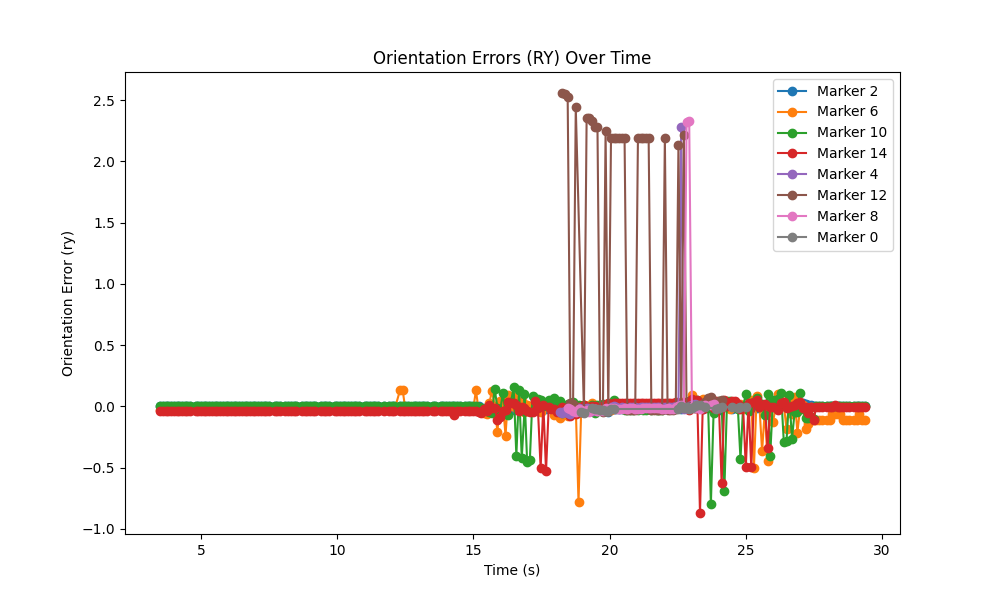 Orientation Errors (RY) Over Time
Marker 2
Marker 6
Marker 10
Marker 14
Marker 4
Marker 12
Marker 8
Marker 0
2.5
2.0
1.5
1.0
0.5
0.0
−0.5
−1.0
Orientation Error (ry)
5 10 15 20 25 30
Time (s)